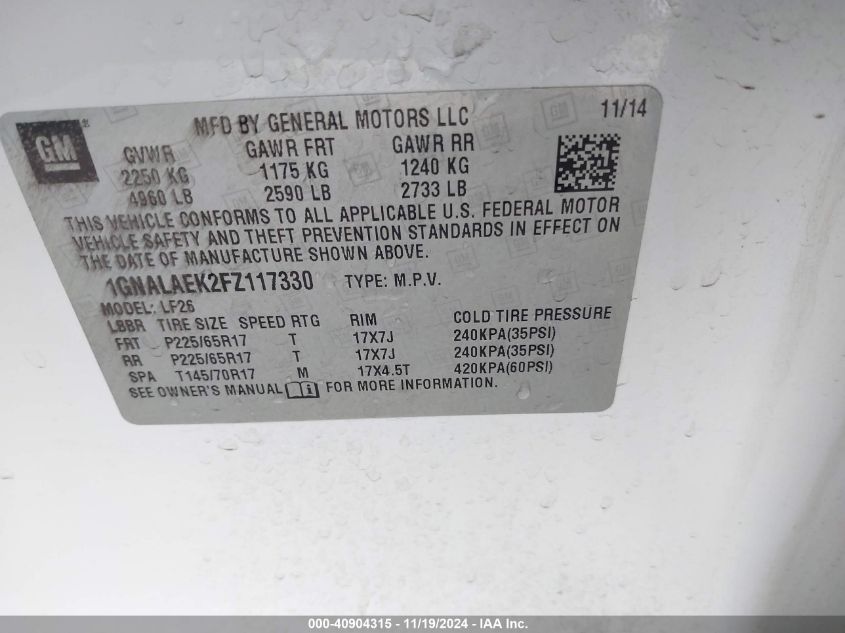 GM ® MFD BY GENERAL MOTORS LLC 11/14
GVWR GAWR FRT GAWR RR
2250 KG 1175 KG 1240 KG
4960 LB 2590 LB 2733 LB
THIS VEHICLE CONFORMS TO ALL APPLICABLE U.S. FEDERAL MOTOR
VEHICLE SAFETY AND THEFT PREVENTION STANDARDS IN EFFECT ON
THE DATE OF MANUFACTURE SHOWN ABOVE.
1GNALAEK2FZ117330 TYPE: M.P.V.
MODEL: LF26
LBBR TIRE SIZE SPEED RTG RIM COLD TIRE PRESSURE
FRT P225/65R17 T 17X7J 240KPA(35PSI)
RR P225/65R17 T 17X7J 240KPA(35PSI)
SPA T145/70R17 M 17X4.5T 420KPA(60PSI)
SEE OWNER'S MANUAL i FOR MORE INFORMATION.
000-40904315 - 11/19/2024 - IAA Inc.